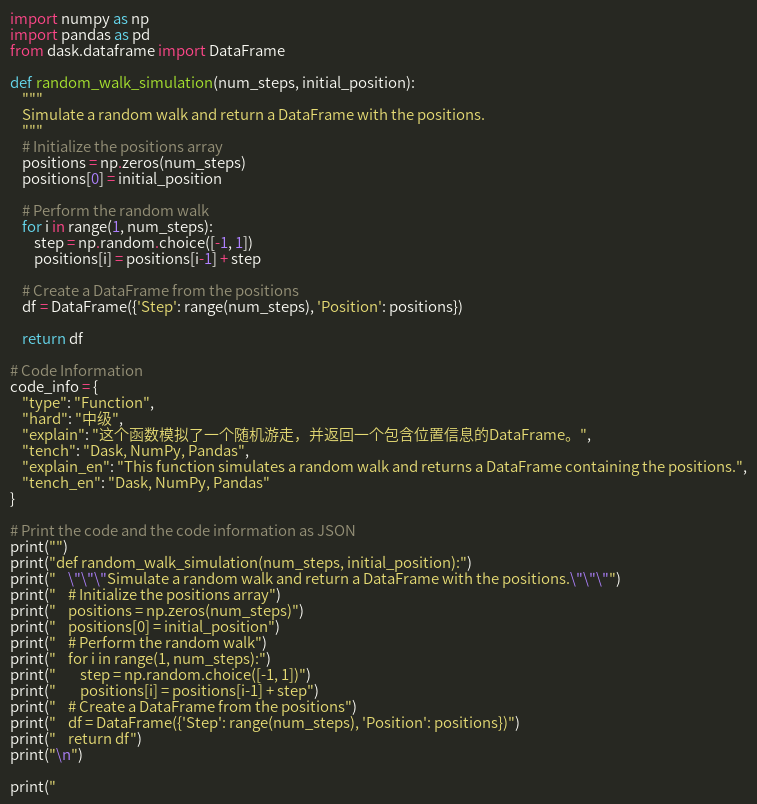 import numpy as np
import pandas as pd
from dask.dataframe import DataFrame

def random_walk_simulation(num_steps, initial_position):
    """
    Simulate a random walk and return a DataFrame with the positions.
    """
    # Initialize the positions array
    positions = np.zeros(num_steps)
    positions[0] = initial_position

    # Perform the random walk
    for i in range(1, num_steps):
        step = np.random.choice([-1, 1])
        positions[i] = positions[i-1] + step

    # Create a DataFrame from the positions
    df = DataFrame({'Step': range(num_steps), 'Position': positions})

    return df

# Code Information
code_info = {
    "type": "Function",
    "hard": "中级",
    "explain": "这个函数模拟了一个随机游走，并返回一个包含位置信息的DataFrame。",
    "tench": "Dask, NumPy, Pandas",
    "explain_en": "This function simulates a random walk and returns a DataFrame containing the positions.",
    "tench_en": "Dask, NumPy, Pandas"
}

# Print the code and the code information as JSON
print("")
print("def random_walk_simulation(num_steps, initial_position):")
print("    \"\"\"Simulate a random walk and return a DataFrame with the positions.\"\"\"")
print("    # Initialize the positions array")
print("    positions = np.zeros(num_steps)")
print("    positions[0] = initial_position")
print("    # Perform the random walk")
print("    for i in range(1, num_steps):")
print("        step = np.random.choice([-1, 1])")
print("        positions[i] = positions[i-1] + step")
print("    # Create a DataFrame from the positions")
print("    df = DataFrame({'Step': range(num_steps), 'Position': positions})")
print("    return df")
print("\n")

print("